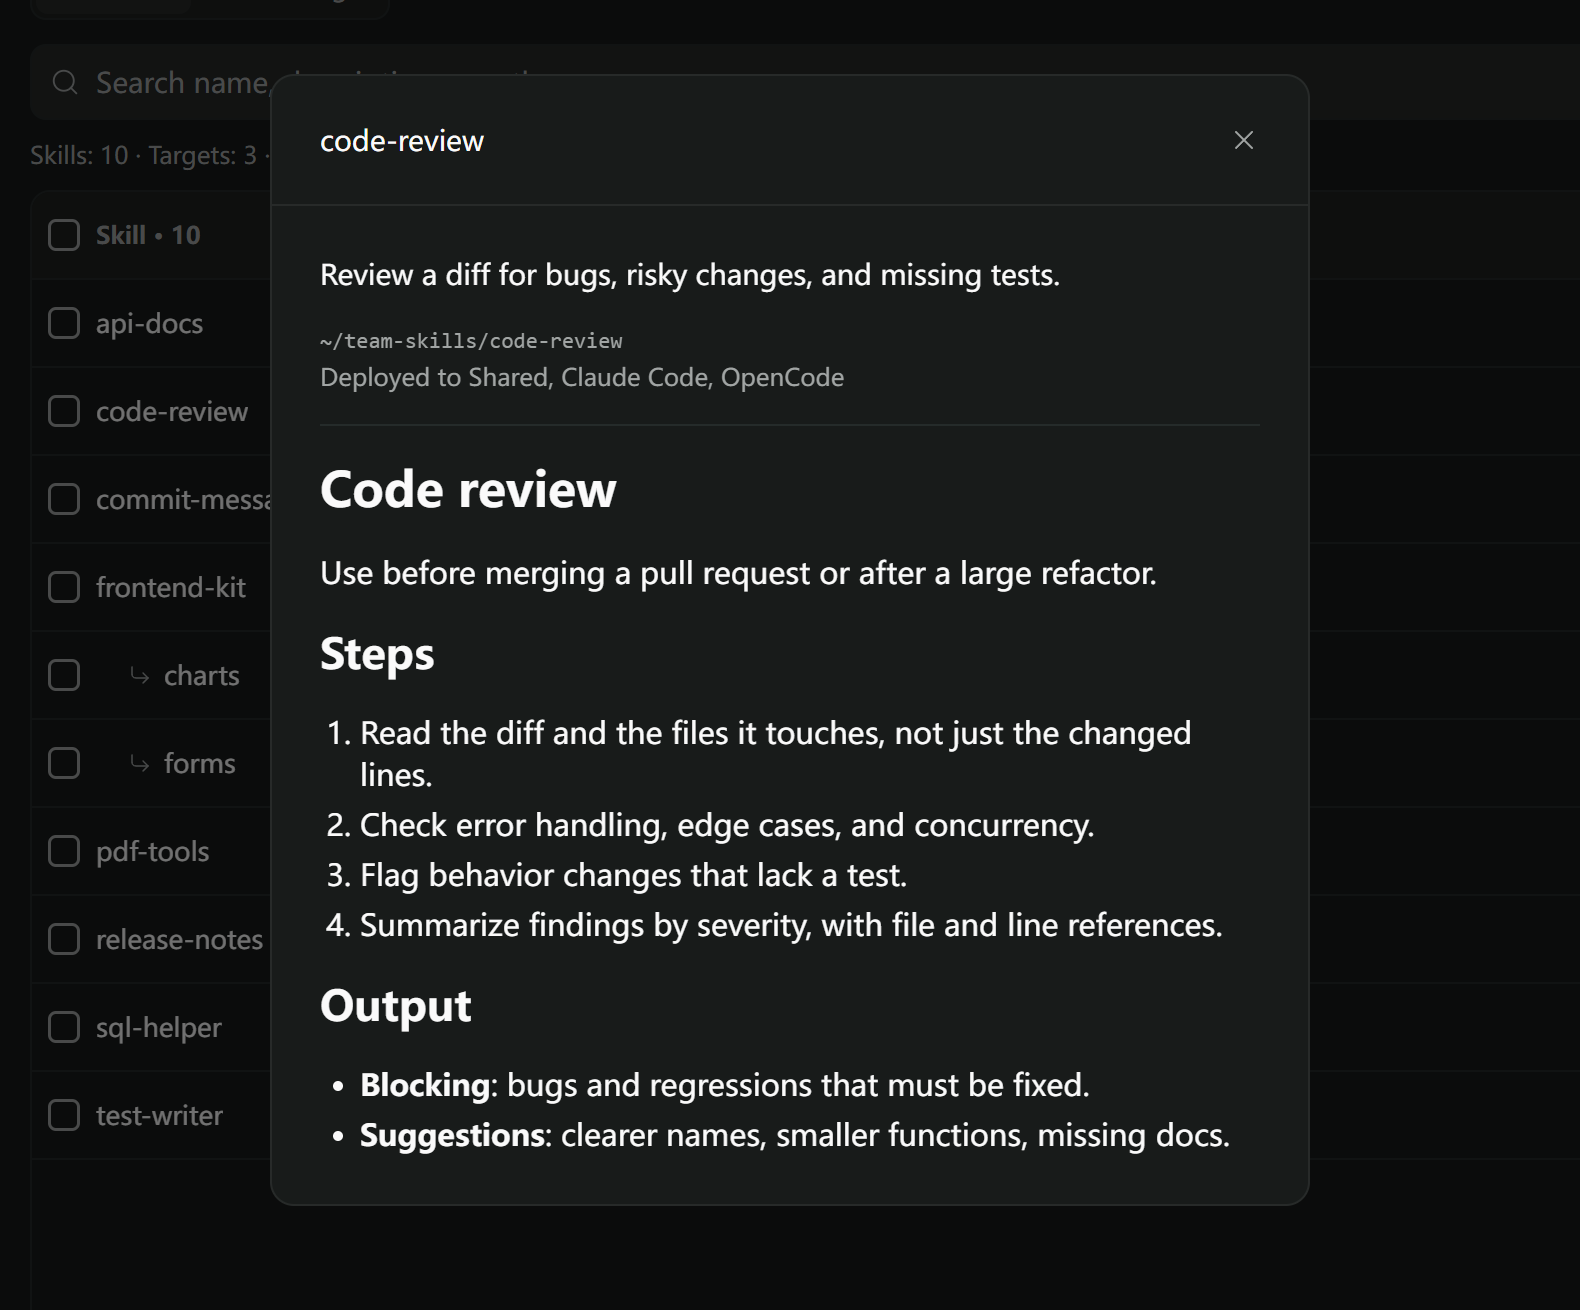 Search name,
Skills: 10 · Targets: 3 ·
Skill • 10
api-docs
code-review
frontend-kit
charts
forms
pdf-tools
release-notes
sql-helper
test-writer
code-review
Review a diff for bugs, risky changes, and missing tests.
~/team-skills/code-review
Deployed to Shared, Claude Code, OpenCode
Code review
Use before merging a pull request or after a large refactor.
Steps
1. Read the diff and the files it touches, not just the changed
lines.
2. Check error handling, edge cases, and concurrency.
3. Flag behavior changes that lack a test.
4. Summarize findings by severity, with file and line references.
Output
• Blocking: bugs and regressions that must be fixed.
• Suggestions: clearer names, smaller functions, missing docs.